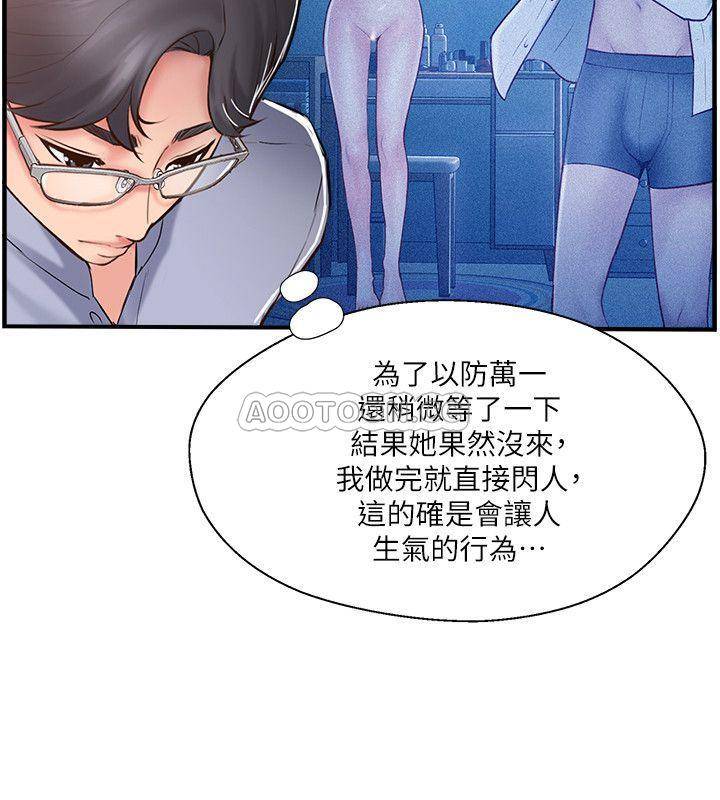 為了以防萬一
還稍微等了一下
結果她果然沒來，
我做完就直接閃人，
這的確是會讓人
生氣的行為⋯